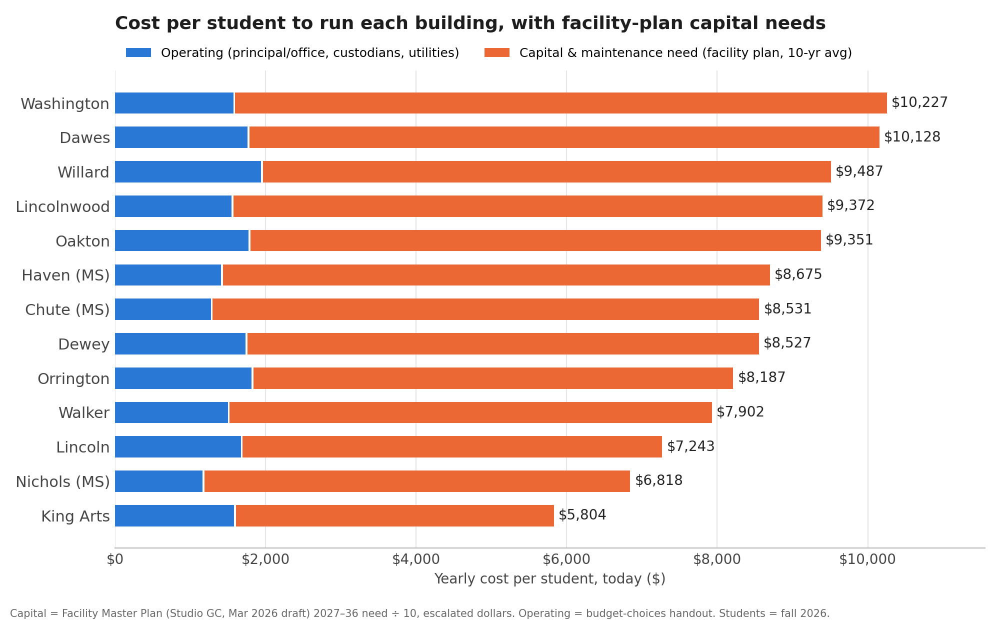 Cost per student to run each building, with facility-plan capital needs
Operating (principal/office, custodians, utilities)
Capital & maintenance need (facility plan, 10-yr avg)
Washington $10,227
Dawes $10,128
Willard $9,487
Lincolnwood $9,372
Oakton $9,351
Haven (MS) $8,675
Chute (MS) $8,531
Dewey $8,527
Orrington $8,187
Walker $7,902
Lincoln $7,243
Nichols (MS) $6,818
King Arts $5,804
$0 $2,000 $4,000 $6,000 $8,000 $10,000
Yearly cost per student, today ($)
Capital = Facility Master Plan (Studio GC, Mar 2026 draft) 2027–36 need ÷ 10, escalated dollars. Operating = budget-choices handout. Students = fall 2026.